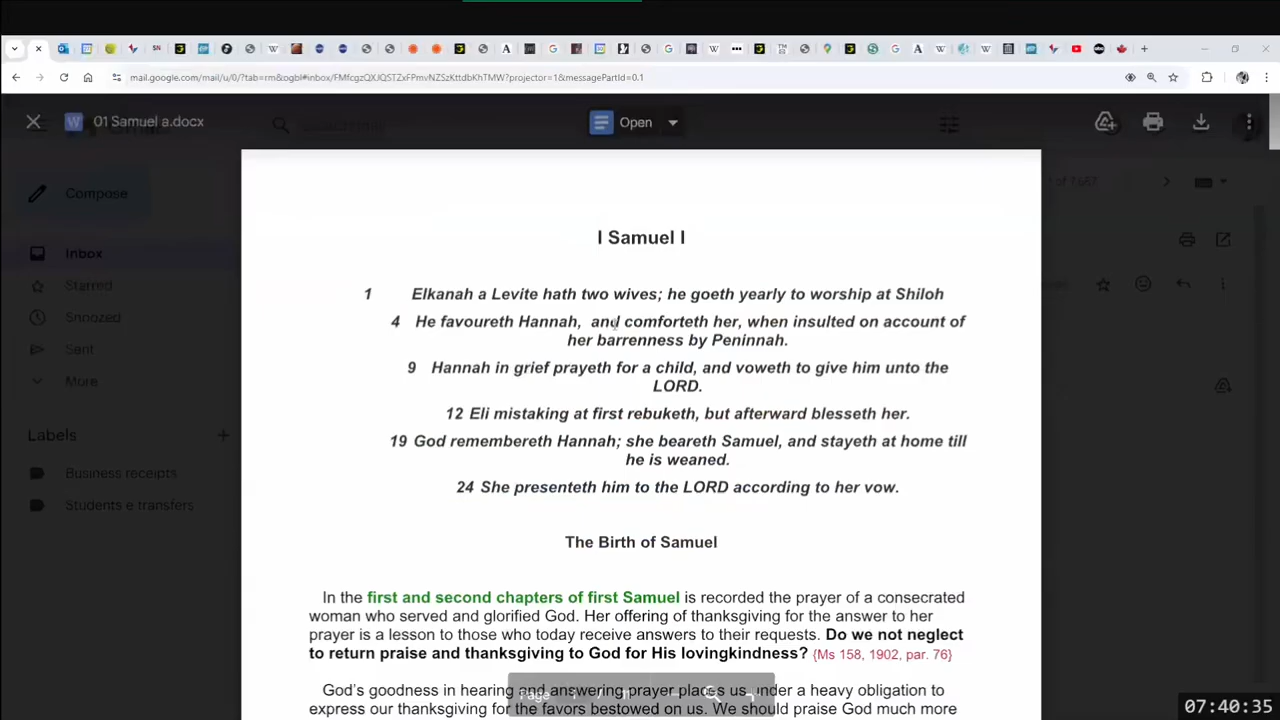 mail.google.com/mail/u/0/?tab=rm&ogbl#inbox/FMfcgzQXJQSTZxFPmvNZSzKttdbKhTMW?projector=1&messagePartId=0.1
01 Samuel a.docx
Open
Compose
Inbox
Starred
Snoozed
Sent
More
Labels
Business receipts
Students e transfers
I Samuel I
1 Elkanah a Levite hath two wives; he goeth yearly to worship at Shiloh
4 He favoureth Hannah, and comforteth her, when insulted on account of
her barrenness by Peninnah.
9 Hannah in grief prayeth for a child, and voweth to give him unto the
LORD.
12 Eli mistaking at first rebuketh, but afterward blesseth her.
19 God remembereth Hannah; she beareth Samuel, and stayeth at home till
he is weaned.
24 She presenteth him to the LORD according to her vow.
The Birth of Samuel
In the first and second chapters of first Samuel is recorded the prayer of a consecrated
woman who served and glorified God. Her offering of thanksgiving for the answer to her
prayer is a lesson to those who today receive answers to their requests. Do we not neglect
to return praise and thanksgiving to God for His lovingkindness? {Ms 158, 1902, par. 76}
God's goodness in hearing and answering prayer places us under a heavy obligation to
express our thanksgiving for the favors bestowed on us. We should praise God much more
Page
07:40:35